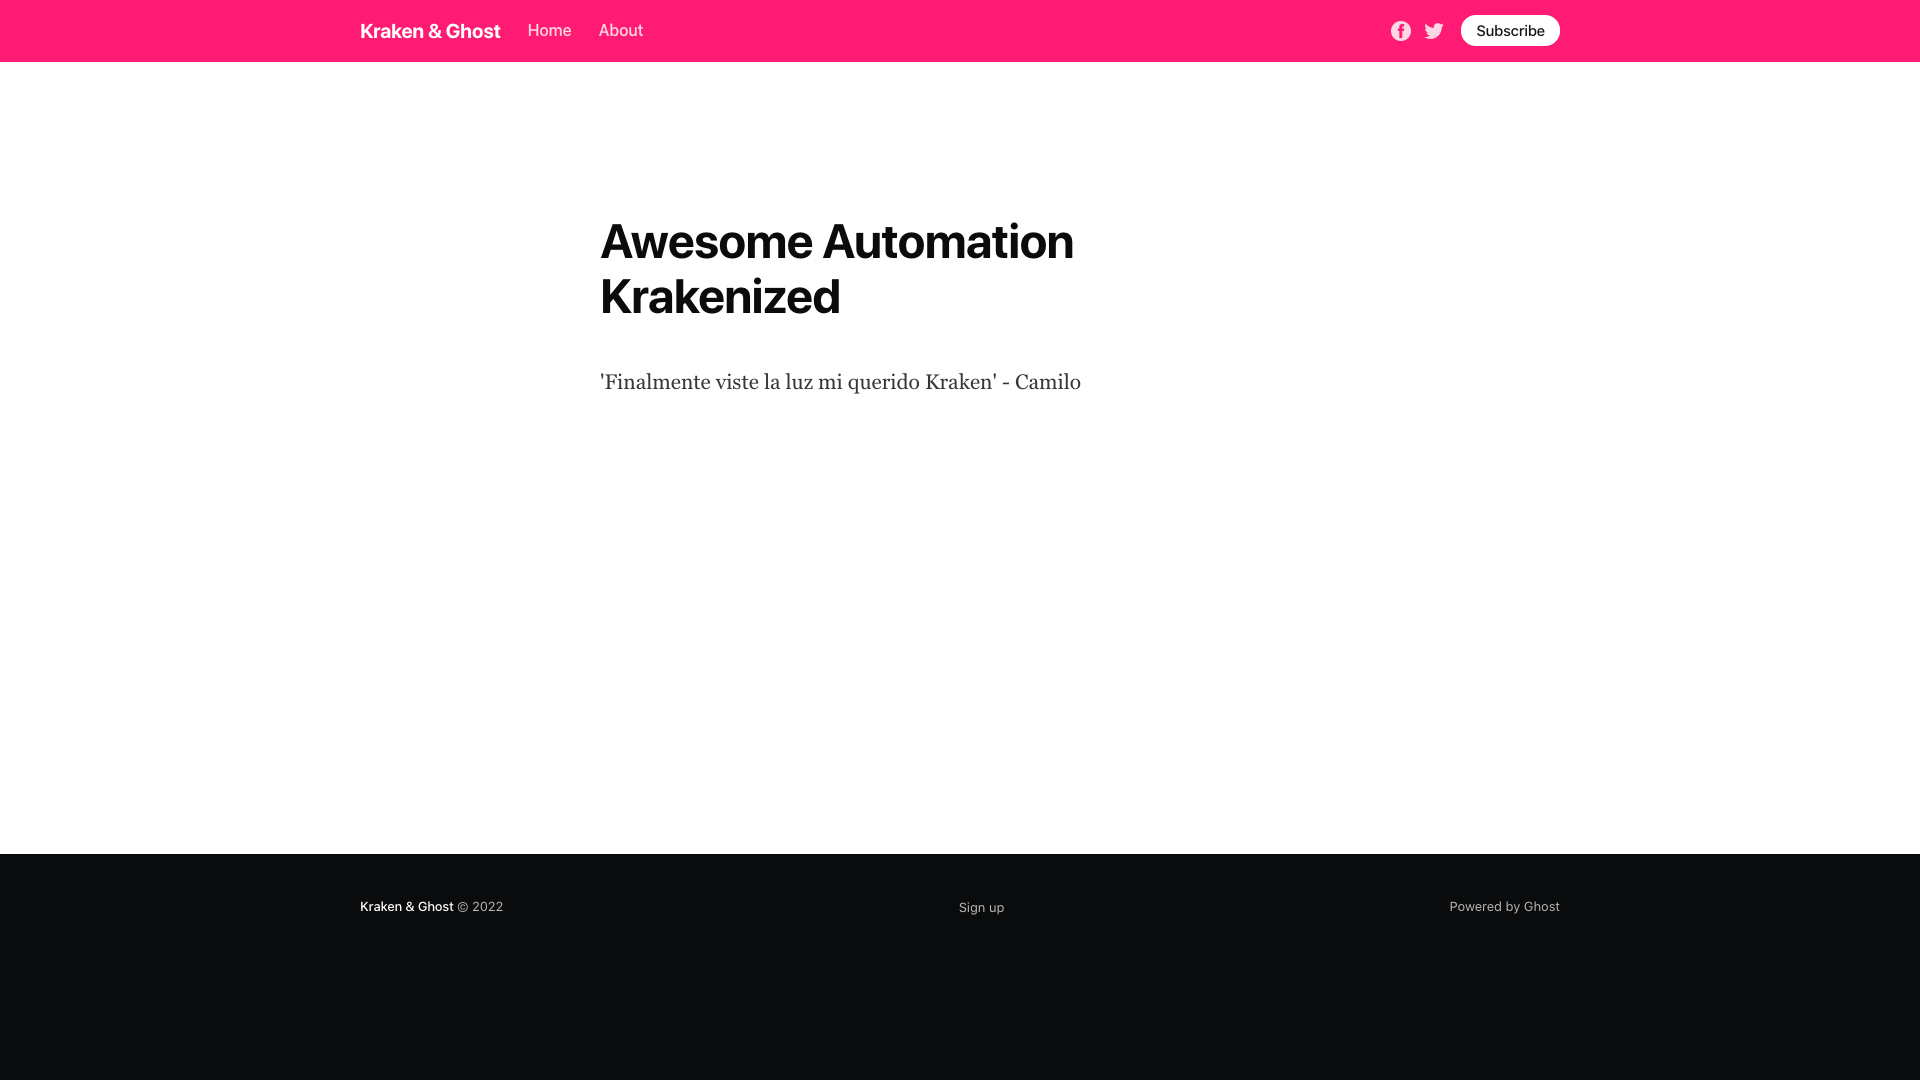 Kraken & Ghost Home About Subscribe
Awesome Automation
Krakenized
'Finalmente viste la luz mi querido Kraken' - Camilo
Kraken & Ghost © 2022 Sign up Powered by Ghost